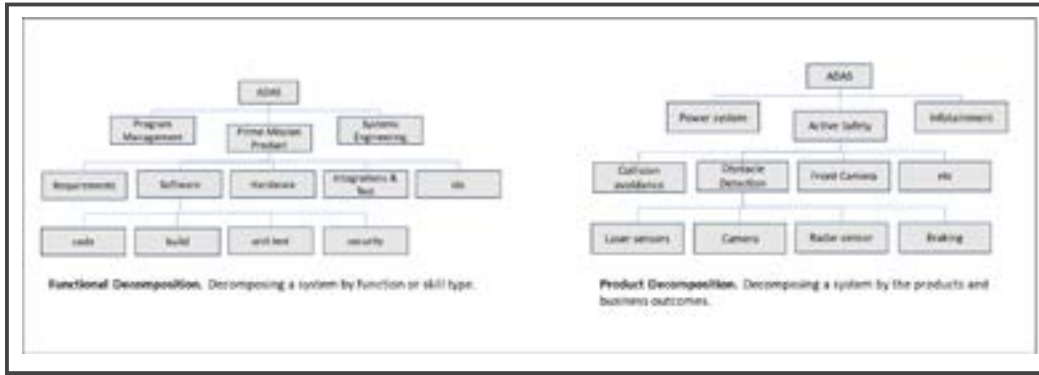 ADAS
Program
Management
Prime Mission
Product
Systems
Engineering
Requirements
Software
Hardware
Integrations &
Test
etc
code
build
unit test
security
Functional Decomposition. Decomposing a system by function or skill type.
ADAS
Power system
Active Safety
Infotainment
Collision
avoidance
Obstacle
Detection
Front Camera
etc
Laser sensors
Camera
Radar sensor
Braking
Product Decomposition. Decomposing a system by the products and
business outcomes.